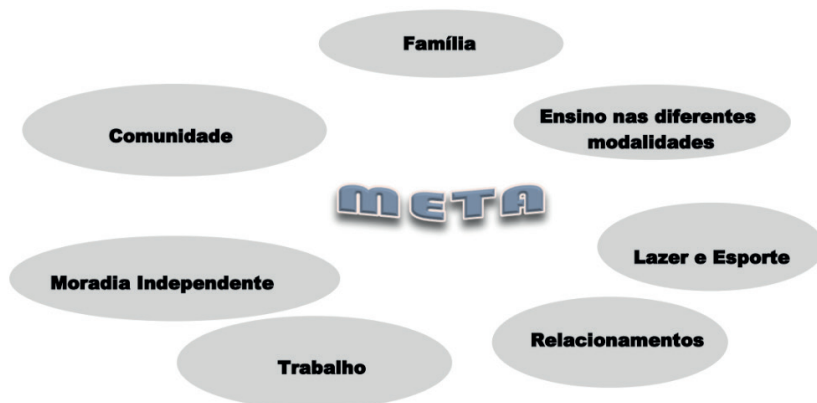 Família
Comunidade
Ensino nas diferentes
modalidades
META
Moradia Independente
Lazer e Esporte
Trabalho
Relacionamentos